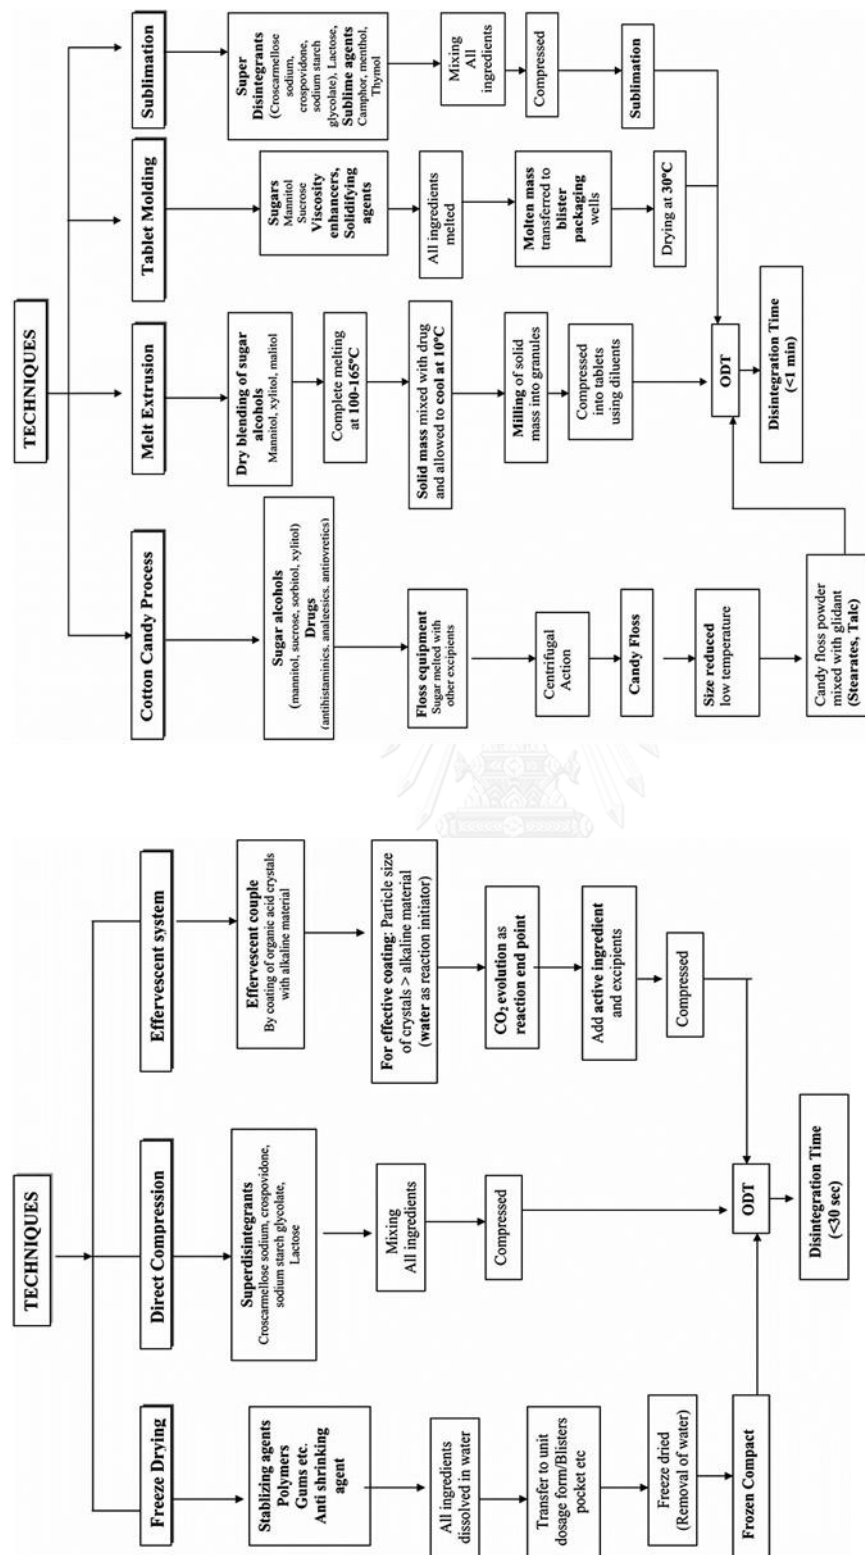 TECHNIQUES
Freeze Drying
Stablizing agents
Polymers
Gums etc.
Anti shrinking
agent
All ingredients
dissolved in water
Transfer to unit
dosage form/Blisters
pocket etc
Freeze dried
(Removal of water)
Frozen Compact
Direct Compression
Superdisintegrants
Croscarmellose sodium, crospovidone,
sodium starch glycolate,
Lactose
Mixing
All ingredients
Compressed
Effervescent system
Effervescent couple
By coating of organic acid crystals
with alkaline material
For effective coating: Particle size
of crystals > alkaline material
(water as reaction initiator)
CO₂ evolution as
reaction end point
Add active ingredient
and excipients
Compressed
ODT
Disintegration Time
(<30 sec)
TECHNIQUES
Cotton Candy Process
Sugar alcohols
(mannitol, sucrose, sorbitol, xylitol)
Drugs
(antihistaminics, analgesics, antipyretics)
Floss equipment
Sugar melted with
other excipients
Centrifugal
Action
Candy Floss
Size reduced
low temperature
Candy floss powder
mixed with glidant
(Stearates, Talc)
Melt Extrusion
Dry blending of sugar
alcohols
Mannitol, xylitol, malitol
Complete melting
at 100-165°C
Solid mass mixed with drug
and allowed to cool at 10°C
Milling of solid
mass into granules
Compressed
into tablets
using diluents
Tablet Molding
Sugars
Mannitol
Sucrose
Viscosity
enhancers,
Solidifying
agents
All ingredients
melted
Molten mass
transferred to
blister
packaging
wells
Drying at 30°C
Sublimation
Super
Disintegrants
(Croscarmellose
sodium,
crospovidone,
sodium starch
glycolate), Lactose,
Sublime agents
Camphor, menthol,
Thymol
Mixing
All
ingredients
Compressed
Sublimation
ODT
Disintegration Time
(<1 min)